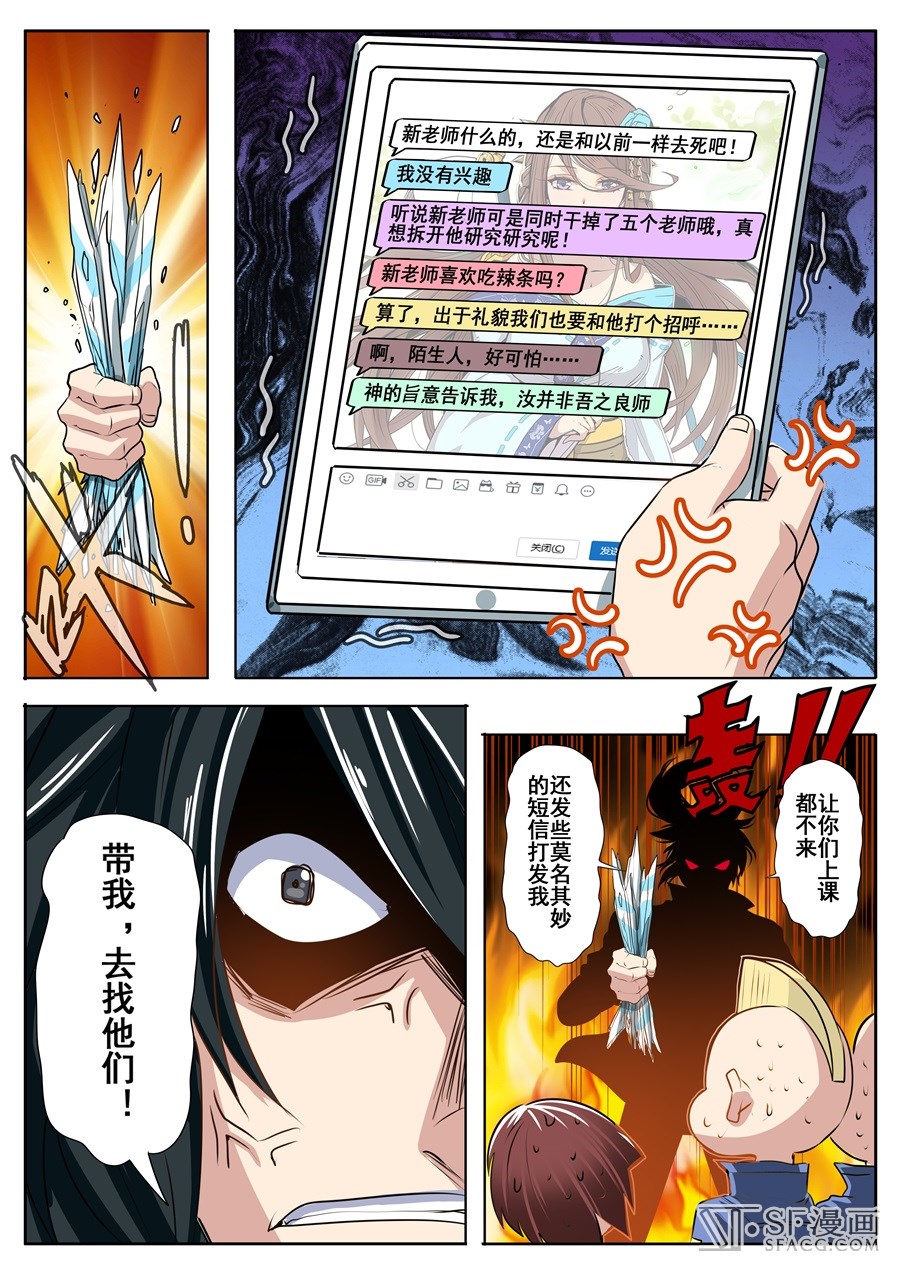 新老师什么的，还是和以前一样去死吧！
我没有兴趣
听说新老师可是同时干掉了五个老师哦，真
想拆开他研究研究呢！
新老师喜欢吃辣条吗？
算了，出于礼貌我们也要和他打个招呼……
啊，陌生人，好可怕……
神的旨意告诉我，汝并非吾之良师
GIF
关闭(C)
发送
轰!!
让你们上课
都不来
还发些莫名其妙
的短信打发我
带我，去找他们！
SF漫画
SFACG.COM